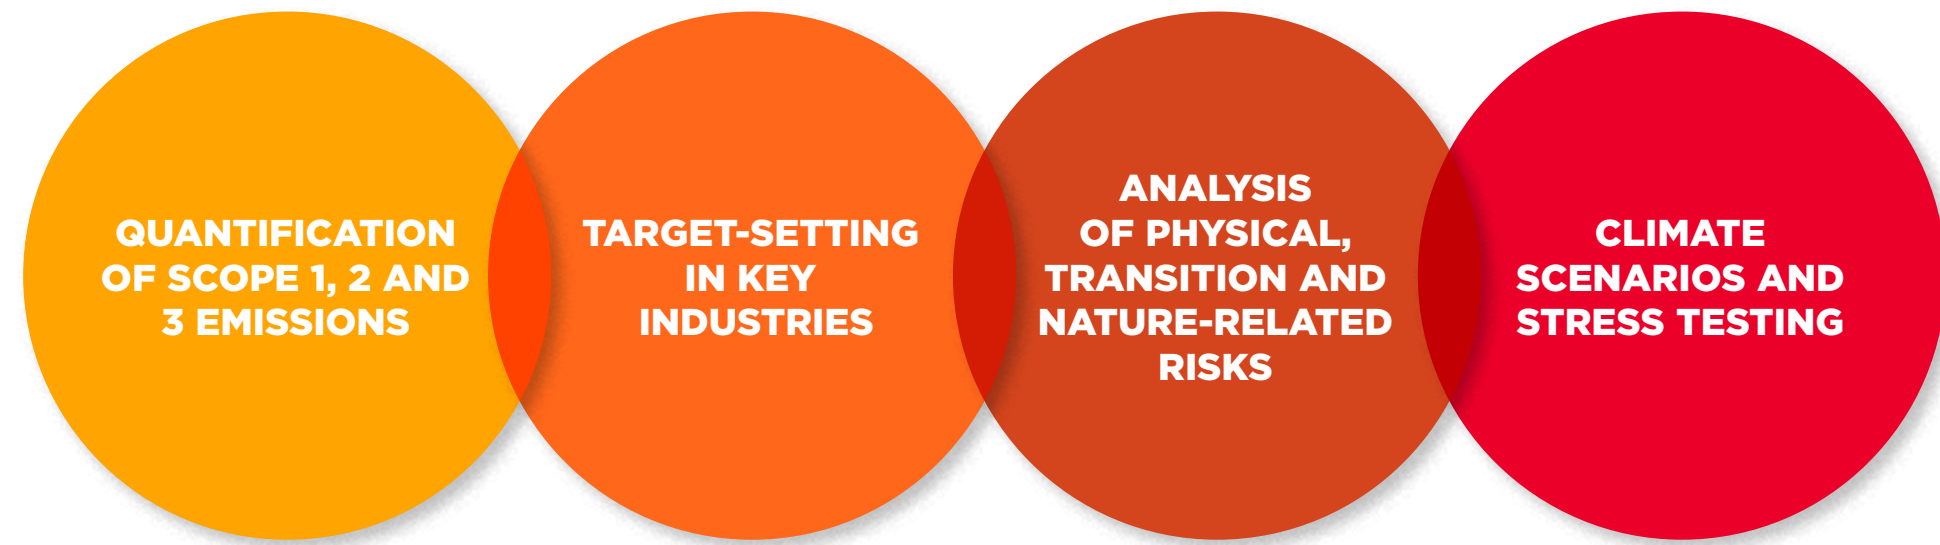 QUANTIFICATION
OF SCOPE 1, 2 AND
3 EMISSIONS
TARGET-SETTING
IN KEY
INDUSTRIES
ANALYSIS
OF PHYSICAL,
TRANSITION AND
NATURE-RELATED
RISKS
CLIMATE
SCENARIOS AND
STRESS TESTING